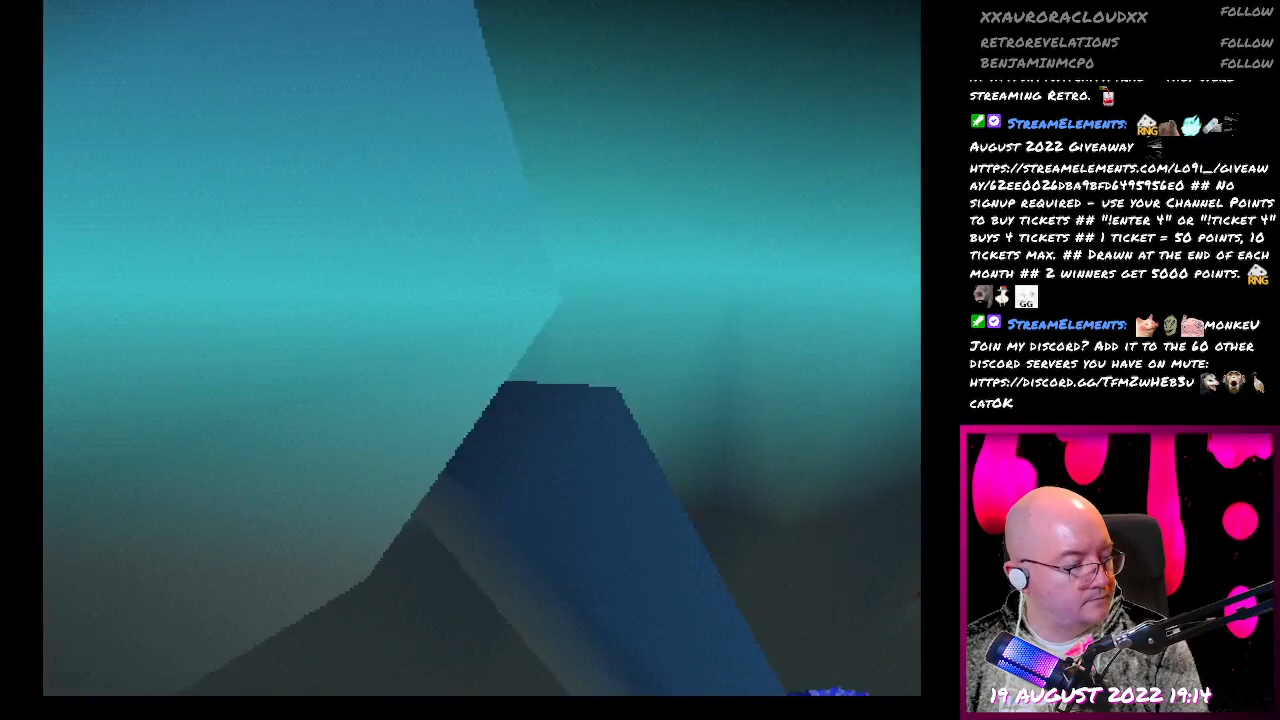 XXAURORACLOUDXX FOLLOW
RETROREVELATIONS FOLLOW
BENJAMINMCPO FOLLOW
STREAMING RETRO.
STREAMELEMENTS: RNG
AUGUST 2022 GIVEAWAY
HTTPS://STREAMELEMENTS.COM/LO9I_/GIVEAW
AY/62EE0026DBA9BFD6495956E0 ## NO
SIGNUP REQUIRED - USE YOUR CHANNEL POINTS
TO BUY TICKETS ## "!ENTER 4" OR "!TICKET 4"
BUYS 4 TICKETS ## 1 TICKET = 50 POINTS, 10
TICKETS MAX. ## DRAWN AT THE END OF EACH
MONTH ## 2 WINNERS GET 5000 POINTS. RNG
GG
STREAMELEMENTS: MONKEU
JOIN MY DISCORD? ADD IT TO THE 60 OTHER
DISCORD SERVERS YOU HAVE ON MUTE:
HTTPS://DISCORD.GG/TFMZWHEB3U
CATOK
19 AUGUST 2022 19:14